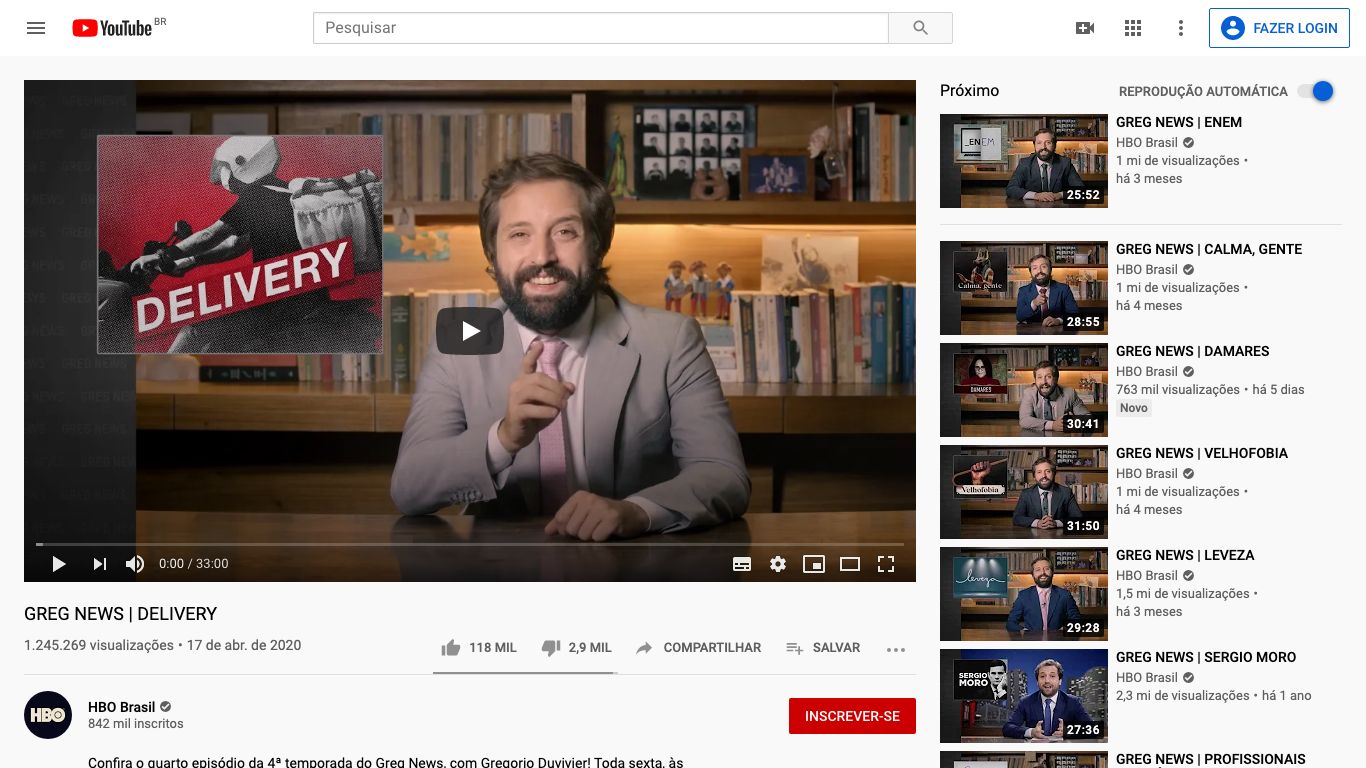 YouTube BR
Pesquisar
FAZER LOGIN
GREG NEWS
DELIVERY
0:00 / 33:00
GREG NEWS | DELIVERY
1.245.269 visualizações • 17 de abr. de 2020
118 MIL
2,9 MIL
COMPARTILHAR
SALVAR
HBO
HBO Brasil
842 mil inscritos
INSCREVER-SE
Confira o quarto episódio da 4ª temporada do Greg News, com Gregorio Duvivier! Toda sexta, às
Próximo
REPRODUÇÃO AUTOMÁTICA
_ENEM
25:52
GREG NEWS | ENEM
HBO Brasil
1 mi de visualizações •
há 3 meses
Calma, gente
28:55
GREG NEWS | CALMA, GENTE
HBO Brasil
1 mi de visualizações •
há 4 meses
DAMARES
30:41
GREG NEWS | DAMARES
HBO Brasil
763 mil visualizações • há 5 dias
Novo
Velhofobia
31:50
GREG NEWS | VELHOFOBIA
HBO Brasil
1 mi de visualizações •
há 4 meses
leveza
29:28
GREG NEWS | LEVEZA
HBO Brasil
1,5 mi de visualizações •
há 3 meses
SERGIO
MORO
27:36
GREG NEWS | SERGIO MORO
HBO Brasil
2,3 mi de visualizações • há 1 ano
GREG NEWS | PROFISSIONAIS